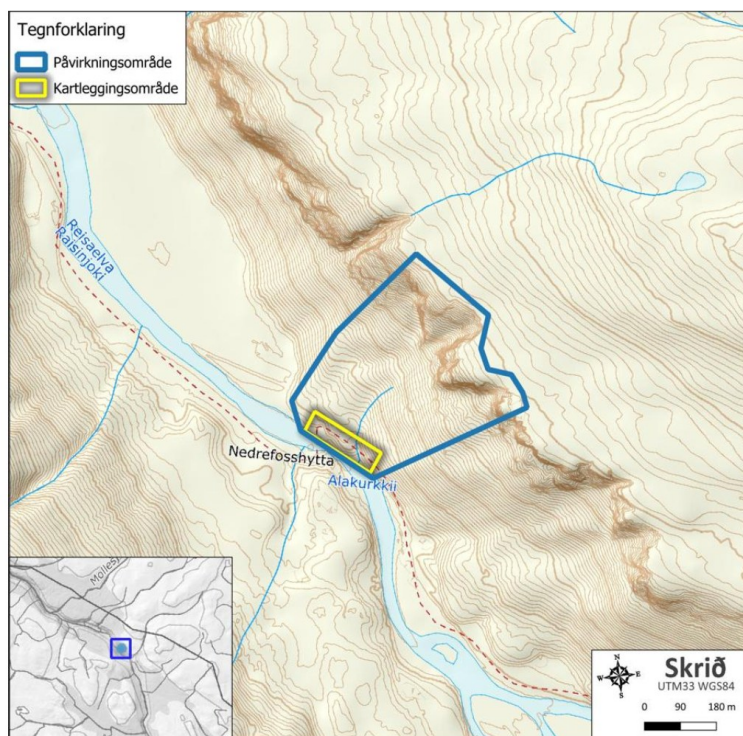 Tegnforklaring
Påvirkningsområde
Kartleggingsområde
Reisaelva
Raisinjoki
Nedrefosshytta
Alakurkkii
N
W
E
S
Skrið
UTM33 WGS84
0 90 180 m